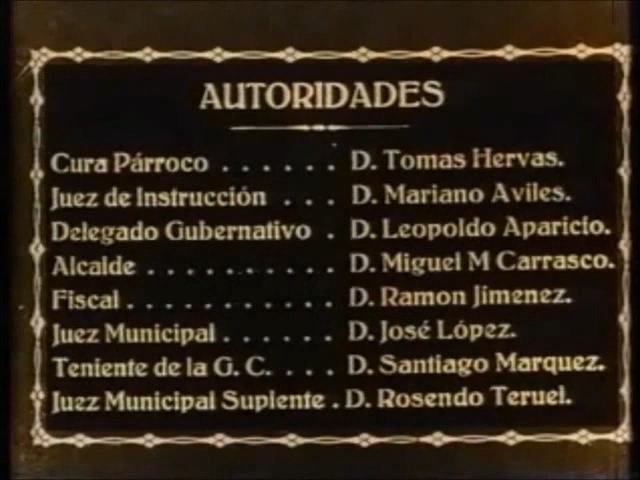 AUTORIDADES
Cura Párroco . . . . . . D. Tomas Hervas.
Juez de Instrucción . . . D. Mariano Aviles.
Delegado Gubernativo . D. Leopoldo Aparicio.
Alcalde . . . . . . . . . . D. Miguel M Carrasco.
Fiscal . . . . . . . . . . . D. Ramon Jimenez.
Juez Municipal . . . . . . D. José López.
Teniente de la G. C. . . . . D. Santiago Marquez.
Juez Municipal Suplente . D. Rosendo Teruel.